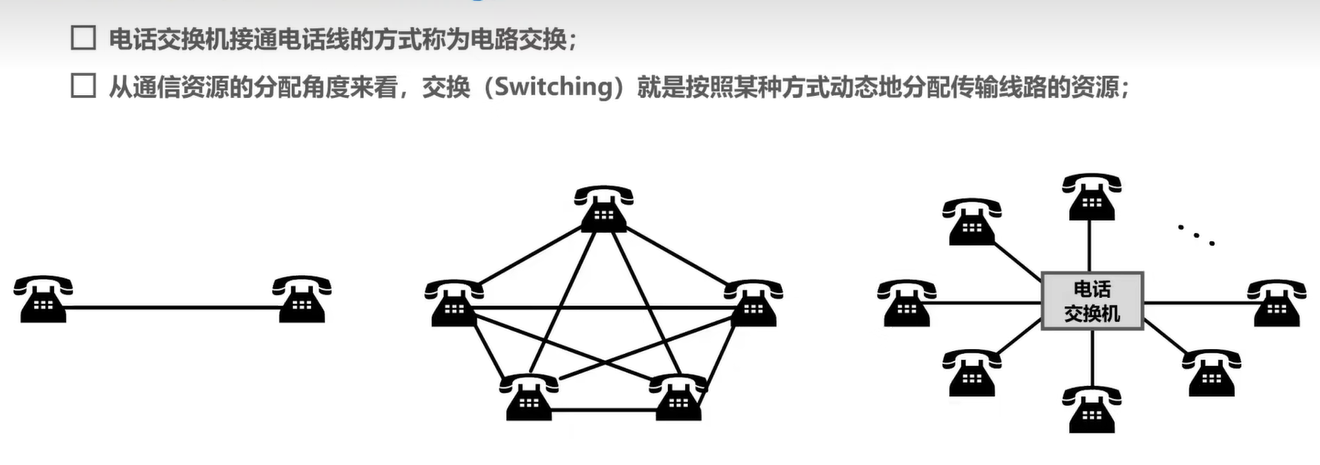 电话交换机接通电话线的方式称为电路交换；
从通信资源的分配角度来看，交换（Switching）就是按照某种方式动态地分配传输线路的资源；
电话
交换机